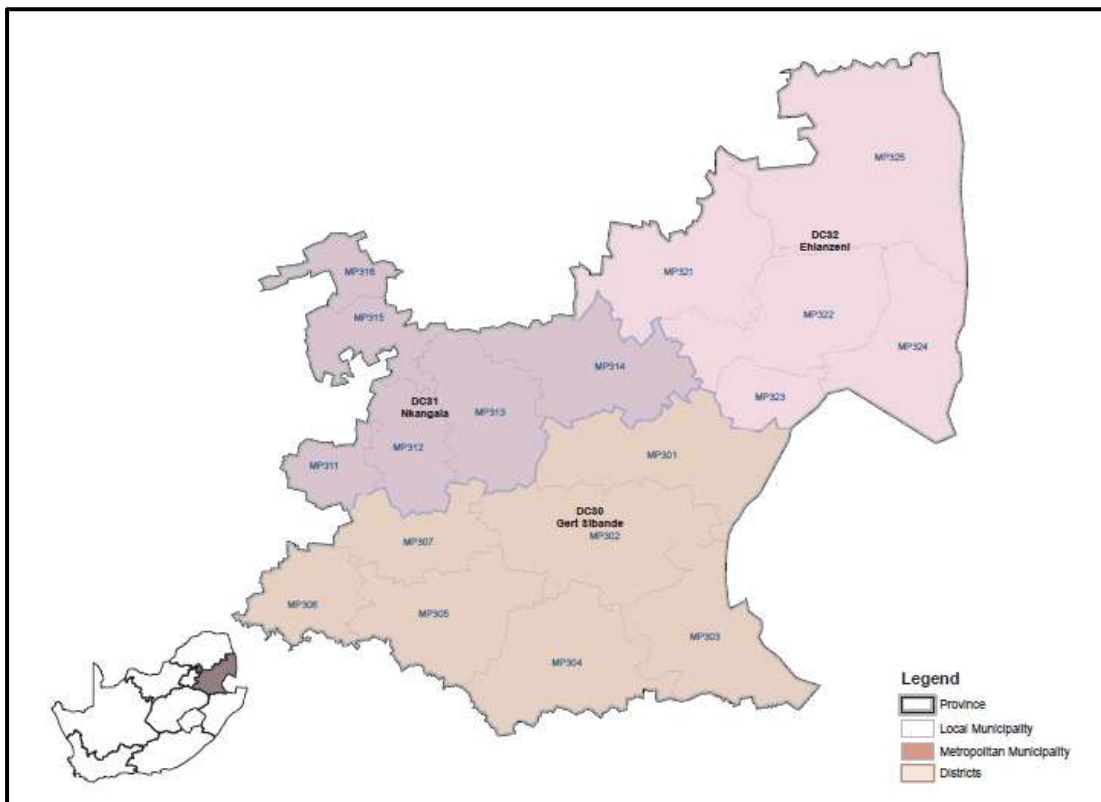 MP325
DC32
Ehlanzeni
MP316
MP321
MP315
MP322
MP324
MP314
MP323
DC31
Nkangala
MP313
MP312
MP301
MP311
DC30
Gert Sibande
MP302
MP307
MP306
MP305
MP303
MP304
Legend
Province
Local Municipality
Metropolitan Municipality
Districts